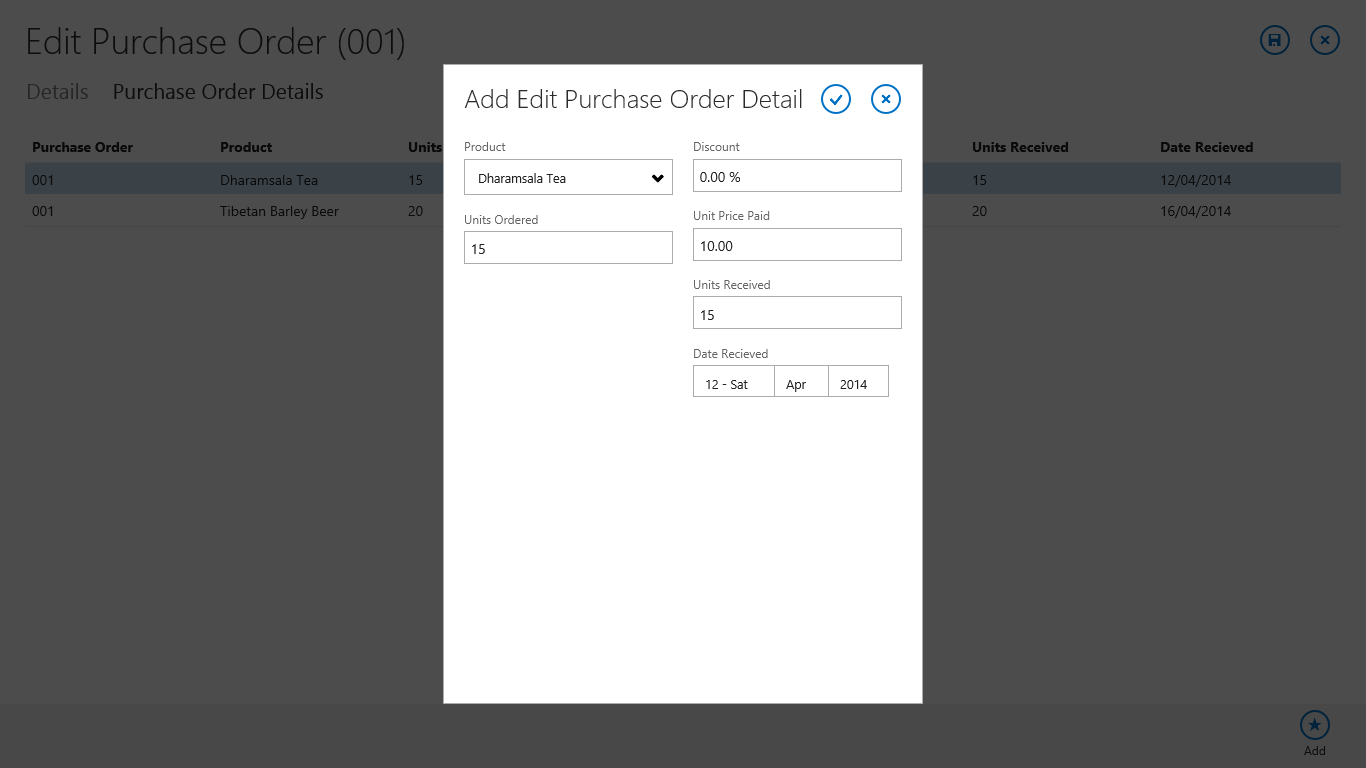 Edit Purchase Order (001)
Details Purchase Order Details
Purchase Order Product Units Units Received Date Recieved
001 Dharamsala Tea 15 15 12/04/2014
001 Tibetan Barley Beer 20 20 16/04/2014
Add Edit Purchase Order Detail
Product
Dharamsala Tea
Units Ordered
15
Discount
0.00 %
Unit Price Paid
10.00
Units Received
15
Date Recieved
12 - Sat Apr 2014
Add